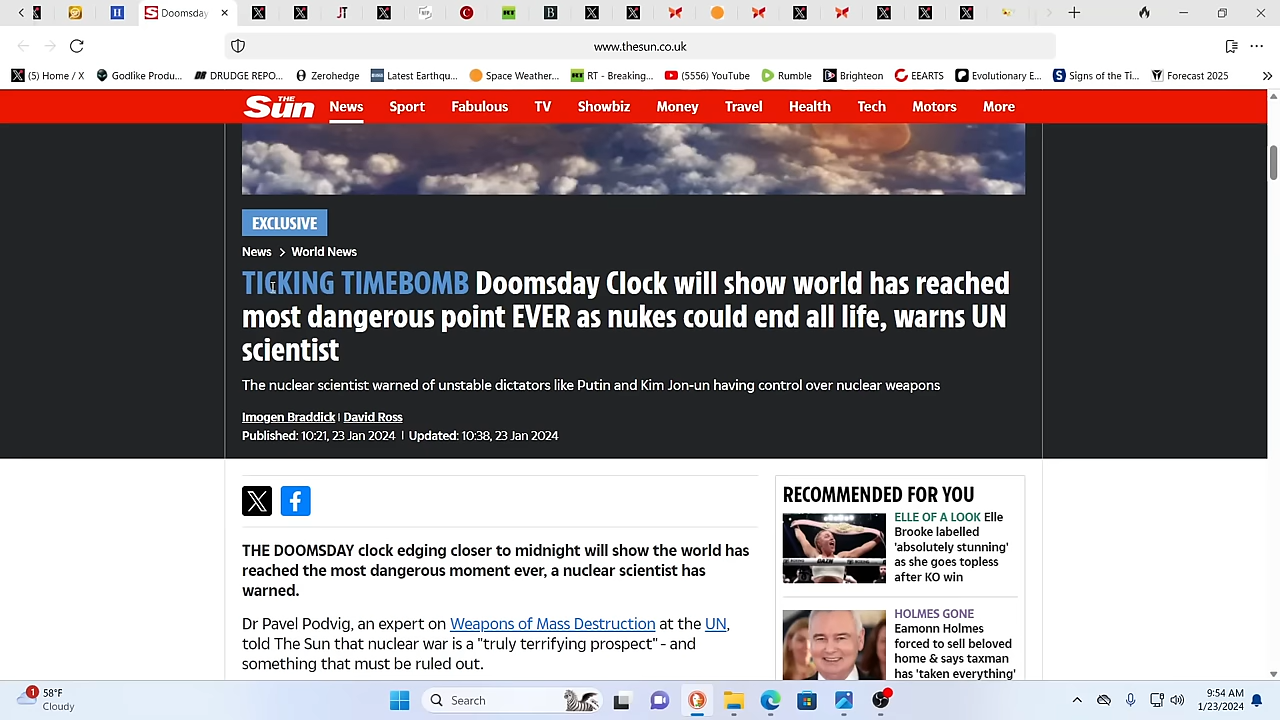 Doomsday
www.thesun.co.uk
(5) Home / X
Godlike Produ...
DRUDGE REPO...
Zerohedge
Latest Earthqu...
Space Weather...
RT - Breaking...
(5556) YouTube
Rumble
Brighteon
EEARTS
Evolutionary E...
Signs of the Ti...
Forecast 2025
THE Sun
News
Sport
Fabulous
TV
Showbiz
Money
Travel
Health
Tech
Motors
More
EXCLUSIVE
News > World News
TICKING TIMEBOMB Doomsday Clock will show world has reached
most dangerous point EVER as nukes could end all life, warns UN
scientist
The nuclear scientist warned of unstable dictators like Putin and Kim Jon-un having control over nuclear weapons
Imogen Braddick | David Ross
Published: 10:21, 23 Jan 2024 | Updated: 10:38, 23 Jan 2024
THE DOOMSDAY clock edging closer to midnight will show the world has
reached the most dangerous moment ever, a nuclear scientist has
warned.
Dr Pavel Podvig, an expert on Weapons of Mass Destruction at the UN,
told The Sun that nuclear war is a "truly terrifying prospect" - and
something that must be ruled out.
RECOMMENDED FOR YOU
ELLE OF A LOOK Elle
Brooke labelled
'absolutely stunning'
as she goes topless
after KO win
HOLMES GONE
Eamonn Holmes
forced to sell beloved
home & says taxman
has 'taken everything'
1
58°F
Cloudy
Search
9:54 AM
1/23/2024